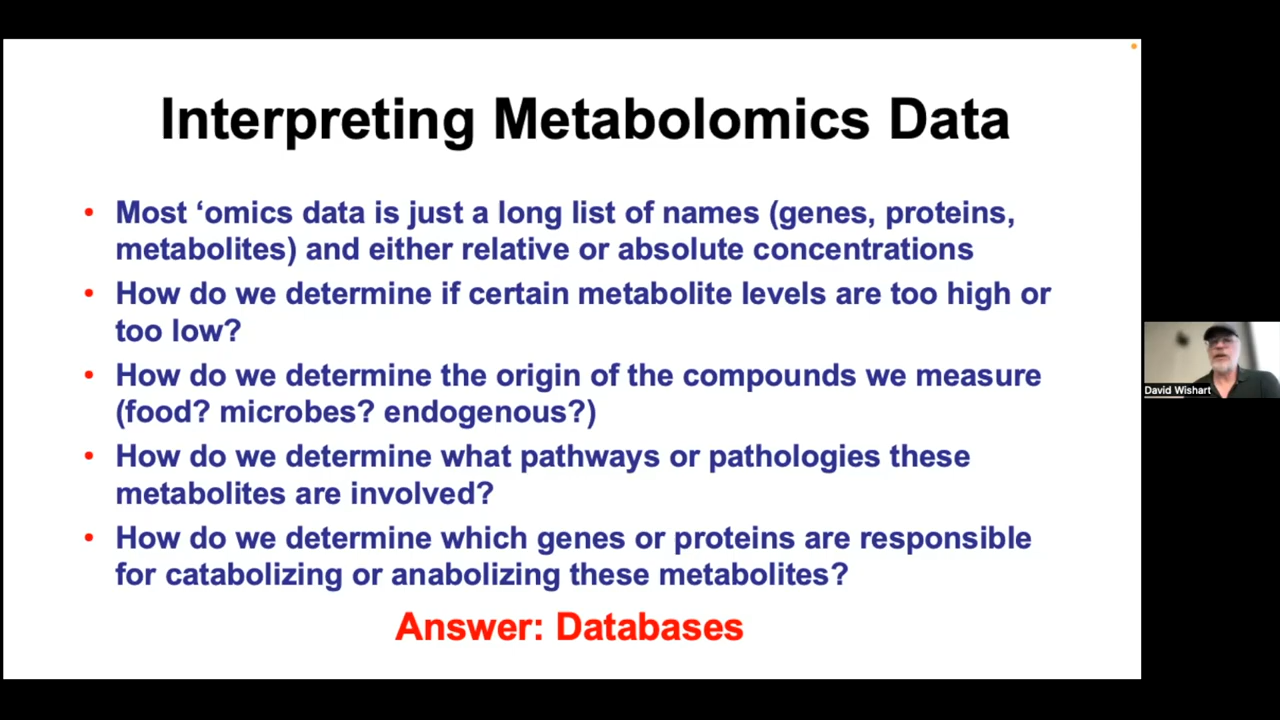 Interpreting Metabolomics Data
• Most ‘omics data is just a long list of names (genes, proteins,
metabolites) and either relative or absolute concentrations
• How do we determine if certain metabolite levels are too high or
too low?
• How do we determine the origin of the compounds we measure
(food? microbes? endogenous?)
• How do we determine what pathways or pathologies these
metabolites are involved?
• How do we determine which genes or proteins are responsible
for catabolizing or anabolizing these metabolites?
Answer: Databases
David Wishart